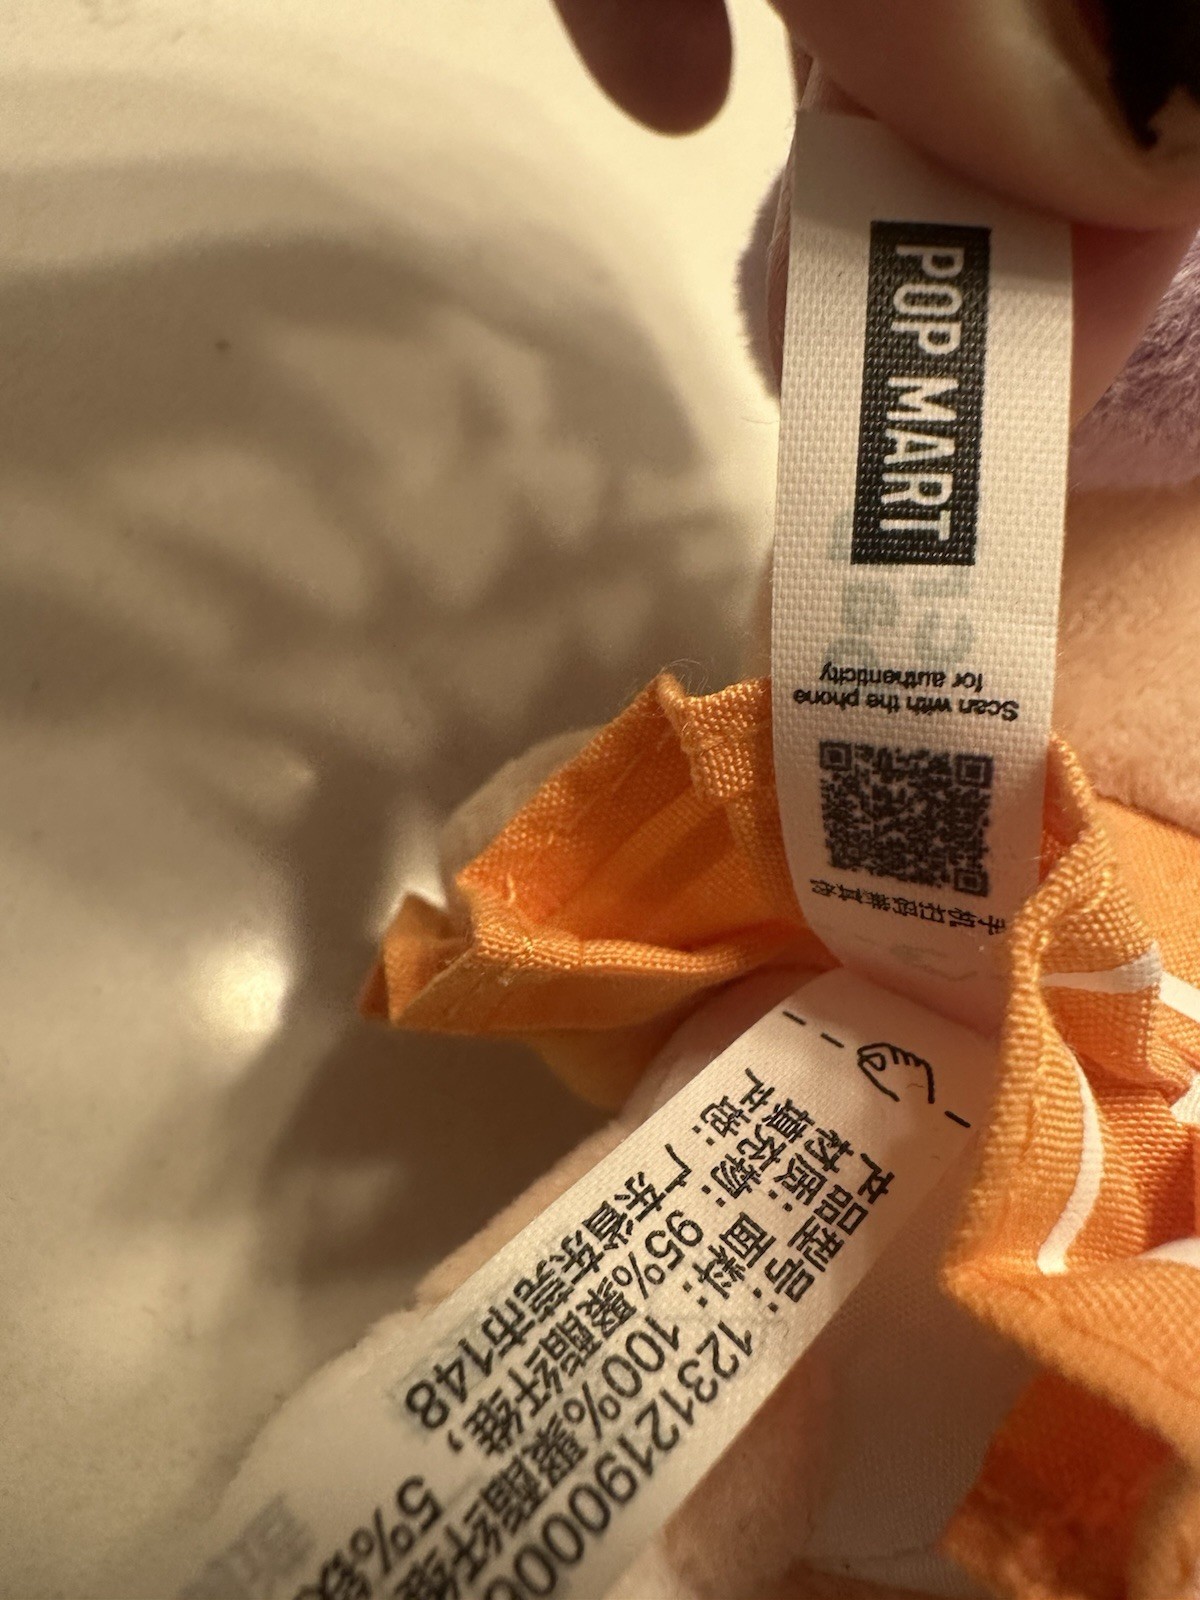 POP MART
Scan with the phone
for authenticity
手机扫码辨真伪
产品型号: 1231219000
材质: 面料: 100%聚酯纤维
填充物: 95%聚酯纤维, 5%
产地: 广东省东莞市148